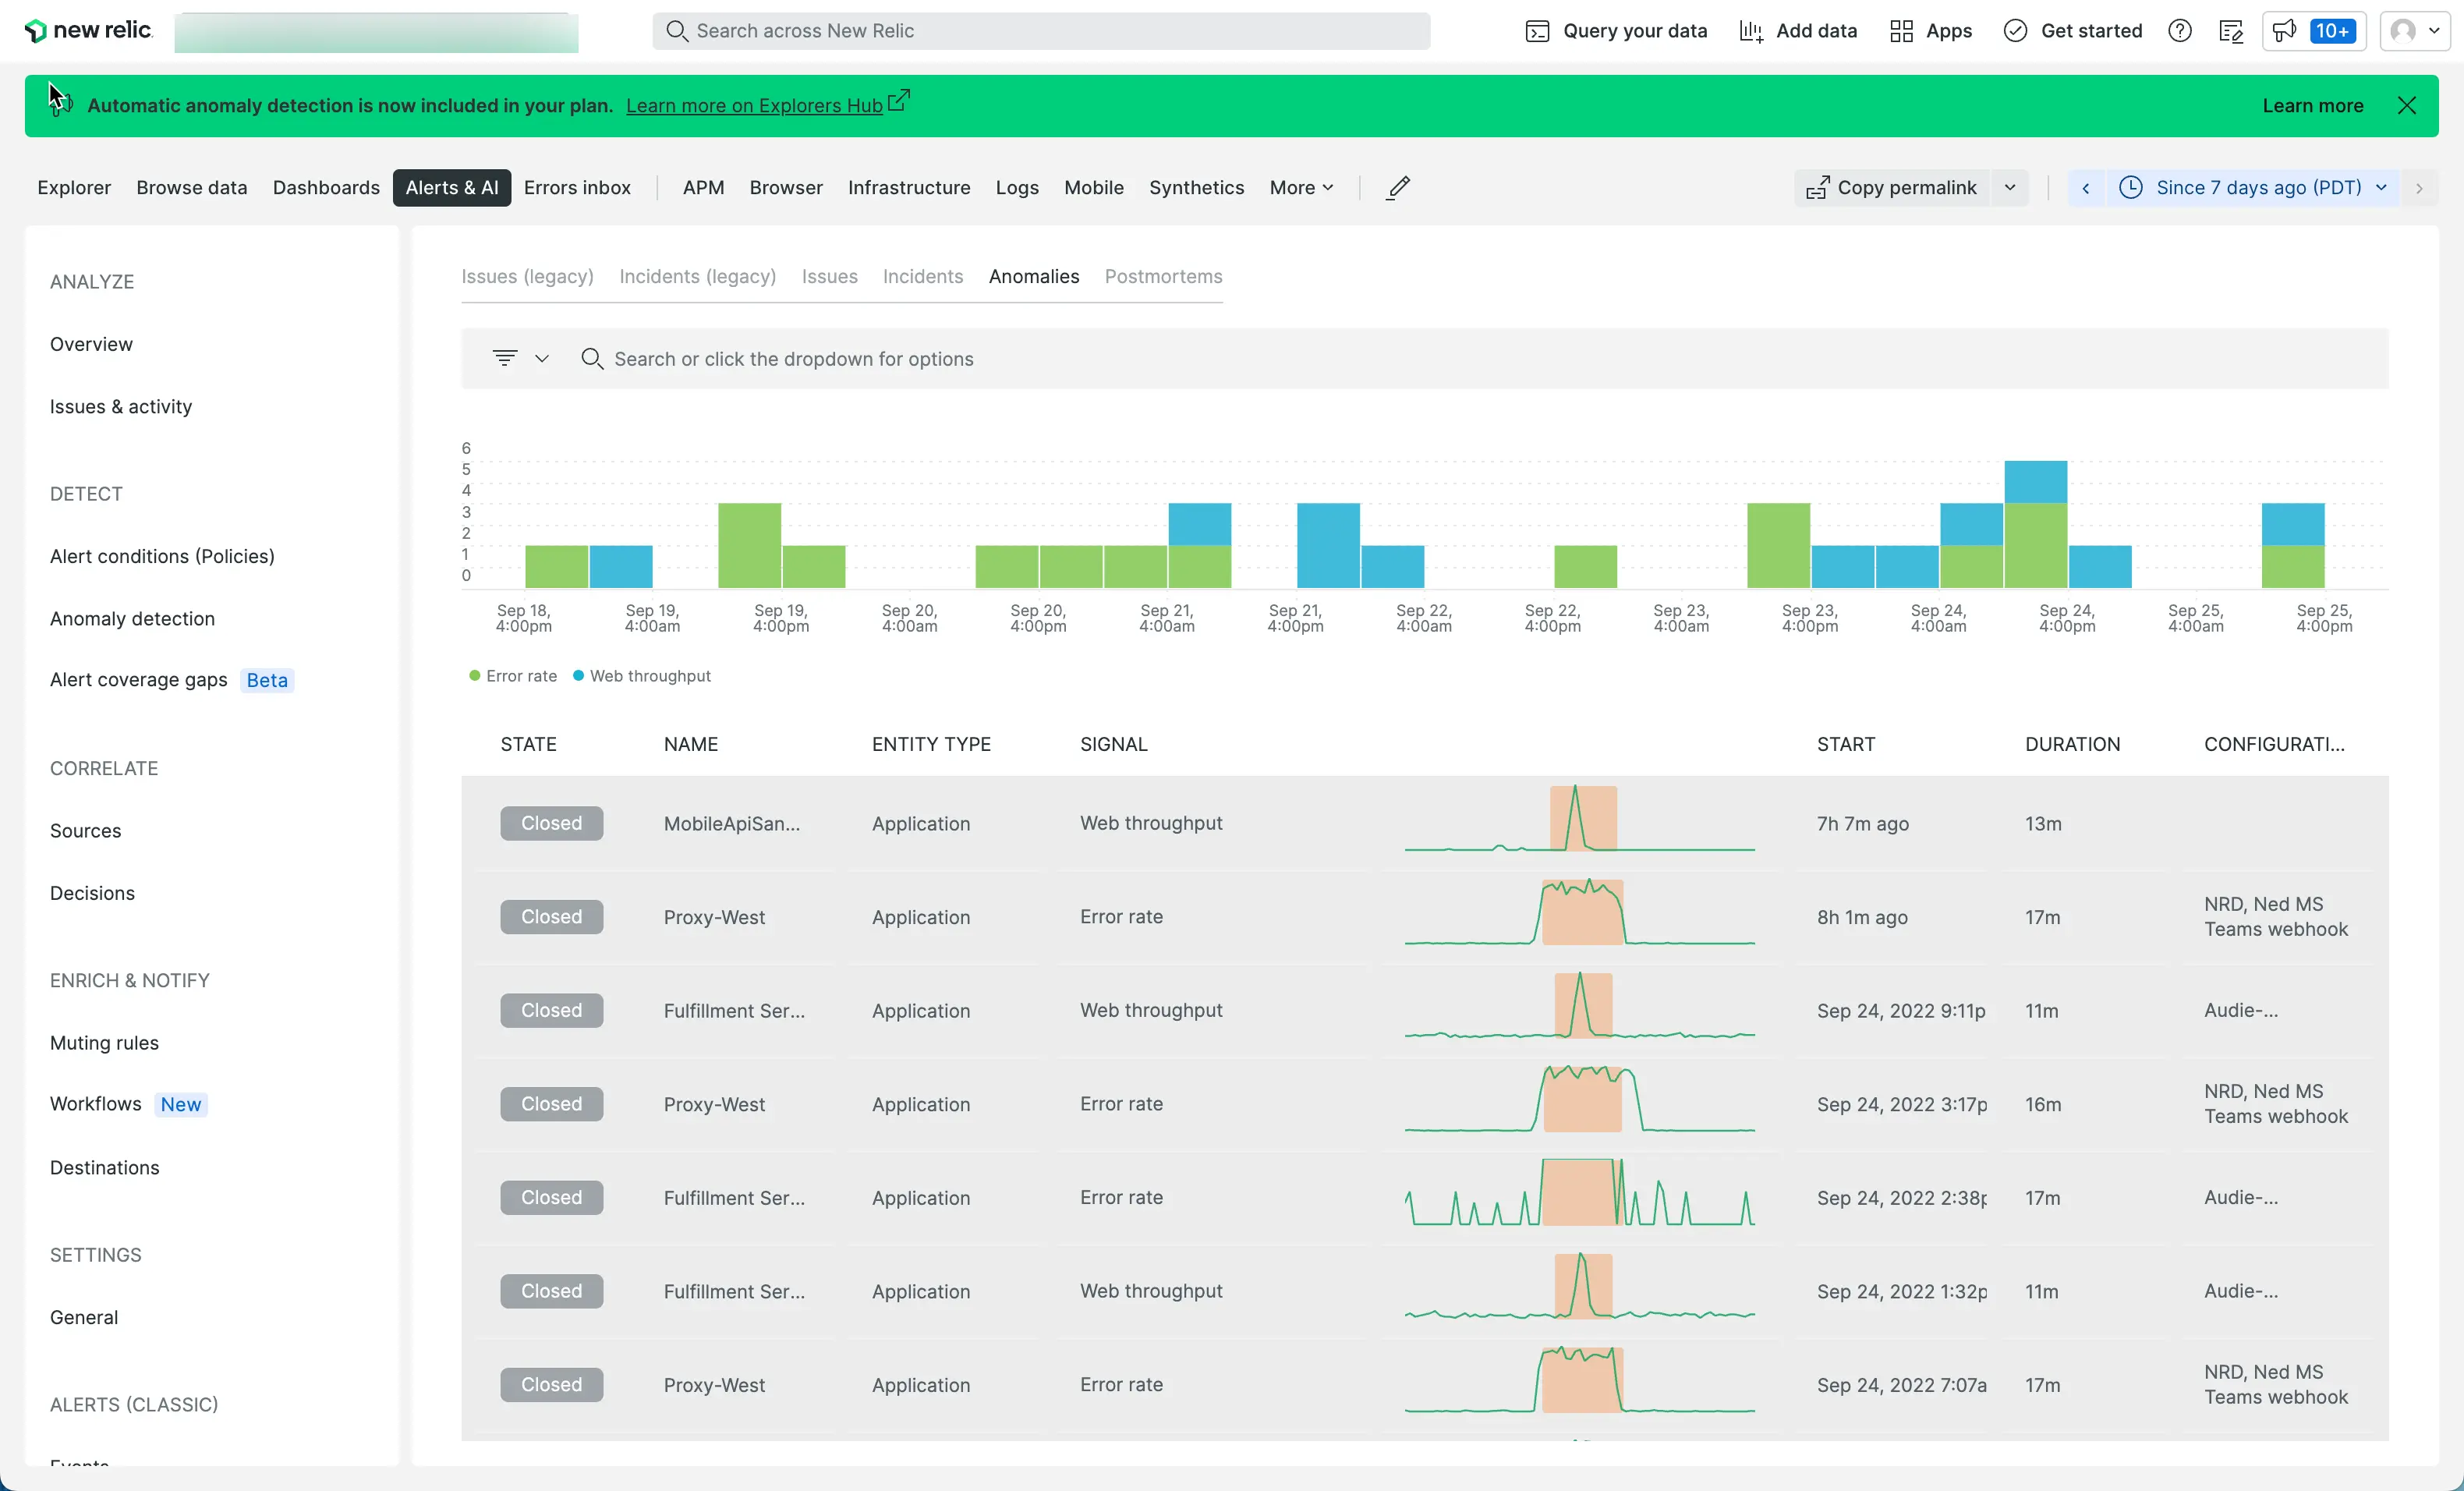 new relic
Search across New Relic
Query your data
Add data
Apps
Get started
10+
Automatic anomaly detection is now included in your plan. Learn more on Explorers Hub
Learn more
Explorer
Browse data
Dashboards
Alerts & AI
Errors inbox
APM
Browser
Infrastructure
Logs
Mobile
Synthetics
More
Copy permalink
Since 7 days ago (PDT)
ANALYZE
Overview
Issues & activity
DETECT
Alert conditions (Policies)
Anomaly detection
Alert coverage gaps Beta
CORRELATE
Sources
Decisions
ENRICH & NOTIFY
Muting rules
Workflows New
Destinations
SETTINGS
General
ALERTS (CLASSIC)
Events
Issues (legacy)
Incidents (legacy)
Issues
Incidents
Anomalies
Postmortems
Search or click the dropdown for options
6
5
4
3
2
1
0
Sep 18,
4:00pm
Sep 19,
4:00am
Sep 19,
4:00pm
Sep 20,
4:00am
Sep 20,
4:00pm
Sep 21,
4:00am
Sep 21,
4:00pm
Sep 22,
4:00am
Sep 22,
4:00pm
Sep 23,
4:00am
Sep 23,
4:00pm
Sep 24,
4:00am
Sep 24,
4:00pm
Sep 25,
4:00am
Sep 25,
4:00pm
Error rate
Web throughput
STATE NAME ENTITY TYPE SIGNAL START DURATION CONFIGURATI...
Closed MobileApiSan... Application Web throughput 7h 7m ago 13m
Closed Proxy-West Application Error rate 8h 1m ago 17m NRD, Ned MS
Teams webhook
Closed Fulfillment Ser... Application Web throughput Sep 24, 2022 9:11p 11m Audie-...
Closed Proxy-West Application Error rate Sep 24, 2022 3:17p 16m NRD, Ned MS
Teams webhook
Closed Fulfillment Ser... Application Error rate Sep 24, 2022 2:38p 17m Audie-...
Closed Fulfillment Ser... Application Web throughput Sep 24, 2022 1:32p 11m Audie-...
Closed Proxy-West Application Error rate Sep 24, 2022 7:07a 17m NRD, Ned MS
Teams webhook